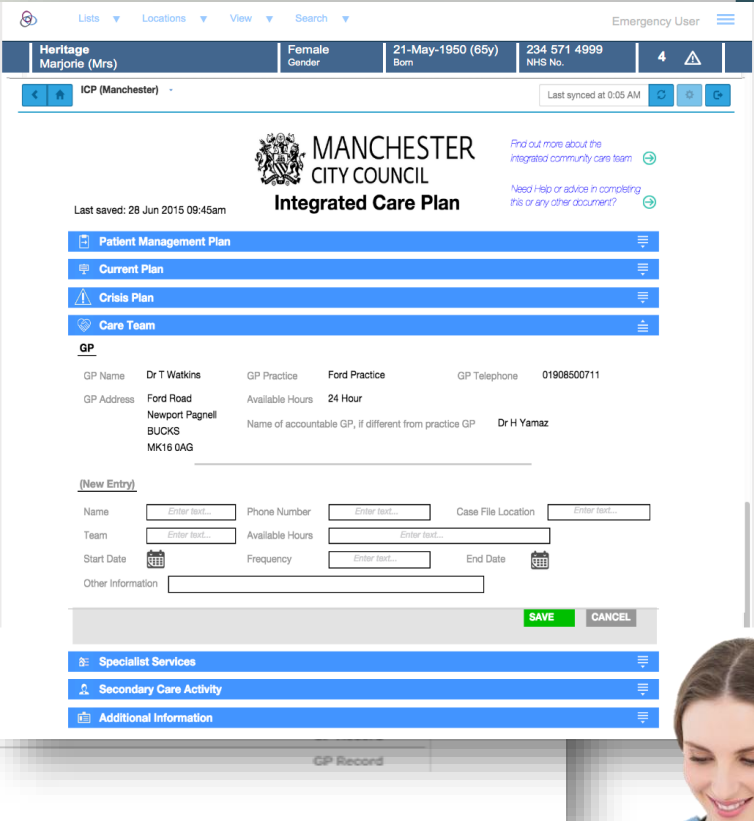 Lists ▼ Locations ▼ View ▼ Search ▼ Emergency User
Heritage Female 21-May-1950 (65y) 234 571 4999 4
Marjorie (Mrs) Gender Born NHS No.
ICP (Manchester) - Last synced at 0:05 AM
MANCHESTER
CITY COUNCIL
Integrated Care Plan
Find out more about the
integrated community care team
Need Help or advice in completing
this or any other document?
Last saved: 28 Jun 2015 09:45am
Patient Management Plan
Current Plan
Crisis Plan
Care Team
GP
GP Name Dr T Watkins GP Practice Ford Practice GP Telephone 01908500711
GP Address Ford Road Available Hours 24 Hour
Newport Pagnell
Name of accountable GP, if different from practice GP Dr H Yamaz
BUCKS
MK16 0AG
(New Entry)
Name Enter text... Phone Number Enter text... Case File Location Enter text...
Team Enter text... Available Hours Enter text...
Start Date Frequency Enter text... End Date
Other Information
SAVE CANCEL
Specialist Services
Secondary Care Activity
Additional Information
GP Record